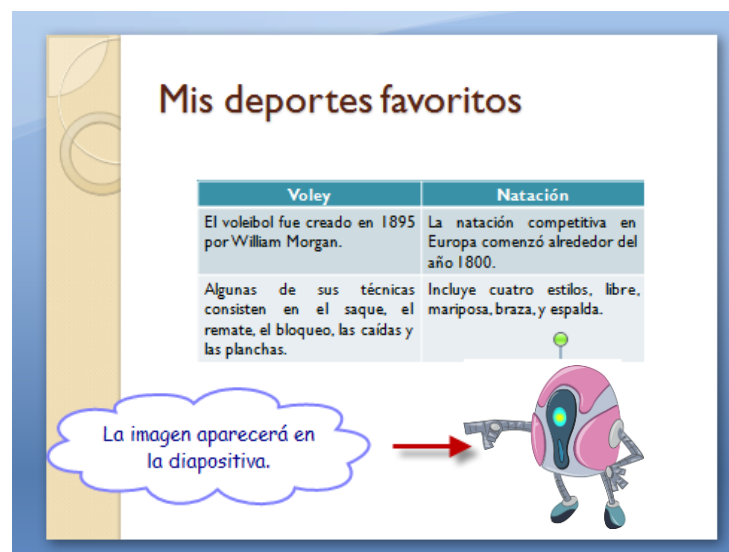 Mis deportes favoritos
Voley
Natación
El voleibol fue creado en 1895
por William Morgan.
La natación competitiva en
Europa comenzó alrededor del
año 1800.
Algunas de sus técnicas
consisten en el saque, el
remate, el bloqueo, las caídas y
las planchas.
Incluye cuatro estilos, libre,
mariposa, braza, y espalda.
La imagen aparecerá en
la diapositiva.